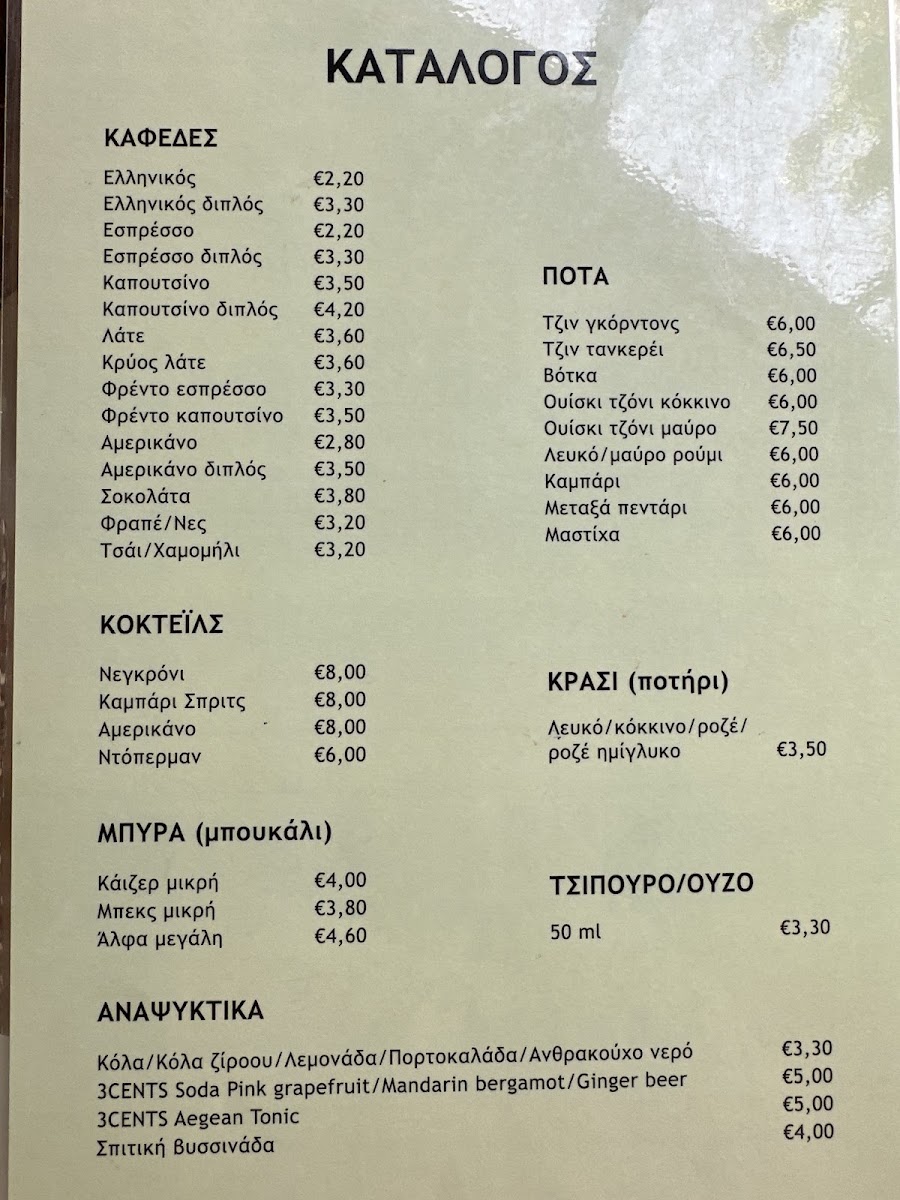 ΚΑΤΑΛΟΓΟΣ
ΚΑΦΕΔΕΣ
Ελληνικός €2,20
Ελληνικός διπλός €3,30
Εσπρέσσο €2,20
Εσπρέσσο διπλός €3,30
Καπουτσίνο €3,50
Καπουτσίνο διπλός €4,20
Λάτε €3,60
Κρύος λάτε €3,60
Φρέντο εσπρέσσο €3,30
Φρέντο καπουτσίνο €3,50
Αμερικάνο €2,80
Αμερικάνο διπλός €3,50
Σοκολάτα €3,80
Φραπέ/Νες €3,20
Τσάι/Χαμομήλι €3,20
ΠΟΤΑ
Τζιν γκόρντονς €6,00
Τζιν τανκερέι €6,50
Βότκα €6,00
Ουίσκι τζόνι κόκκινο €6,00
Ουίσκι τζόνι μαύρο €7,50
Λευκό/μαύρο ρούμι €6,00
Καμπάρι €6,00
Μεταξά πεντάρι €6,00
Μαστίχα €6,00
ΚΟΚΤΕΪΛΣ
Νεγκρόνι €8,00
Καμπάρι Σπριτς €8,00
Αμερικάνο €8,00
Ντόπερμαν €6,00
ΚΡΑΣΙ (ποτήρι)
Λευκό/κόκκινο/ροζέ/
ροζέ ημίγλυκο €3,50
ΜΠΥΡΑ (μπουκάλι)
Κάιζερ μικρή €4,00
Μπεκς μικρή €3,80
Άλφα μεγάλη €4,60
ΤΣΙΠΟΥΡΟ/ΟΥΖΟ
50 ml €3,30
ΑΝΑΨΥΚΤΙΚΑ
Κόλα/Κόλα ζίροου/Λεμονάδα/Πορτοκαλάδα/Ανθρακούχο νερό €3,30
3CENTS Soda Pink grapefruit/Mandarin bergamot/Ginger beer €5,00
3CENTS Aegean Tonic €5,00
Σπιτική βυσσινάδα €4,00